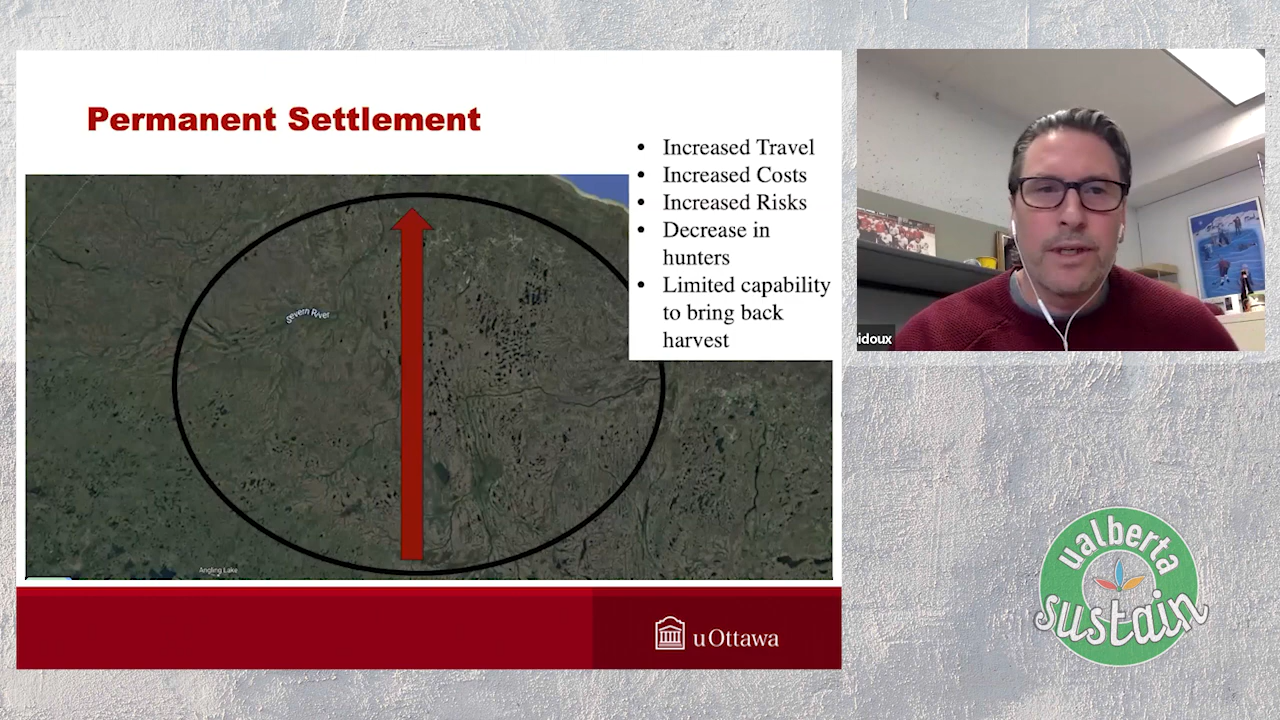 Permanent Settlement
• Increased Travel
• Increased Costs
• Increased Risks
• Decrease in
hunters
• Limited capability
to bring back
harvest
Severn River
Angling Lake
uOttawa
idoux
ualberta
sustain